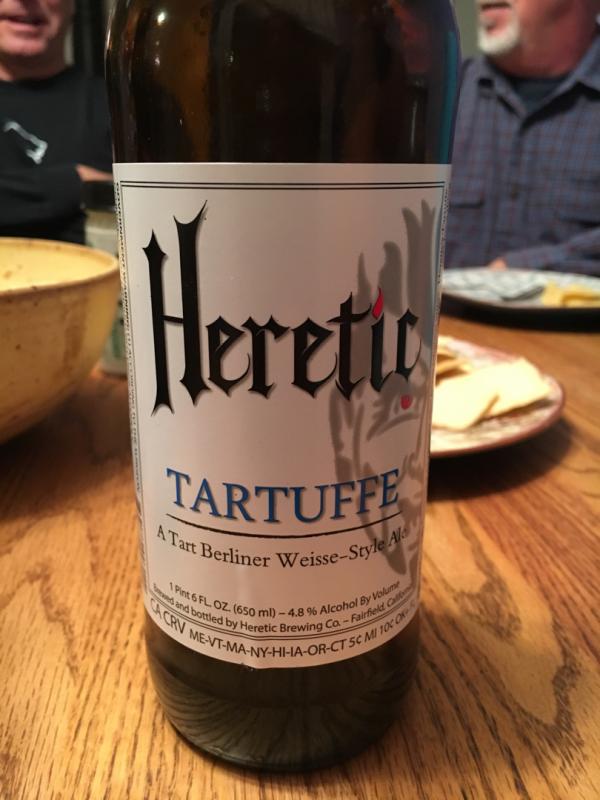 Heretic
TARTUFFE
A Tart Berliner Weisse-Style Ale
1 Pint 6 FL. OZ. (650 ml) – 4.8 % Alcohol By Volume
Brewed and bottled by Heretic Brewing Co. – Fairfield, California
CA CRV ME-VT-MA-NY-HI-IA-OR-CT 5¢ MI 10¢ OK+